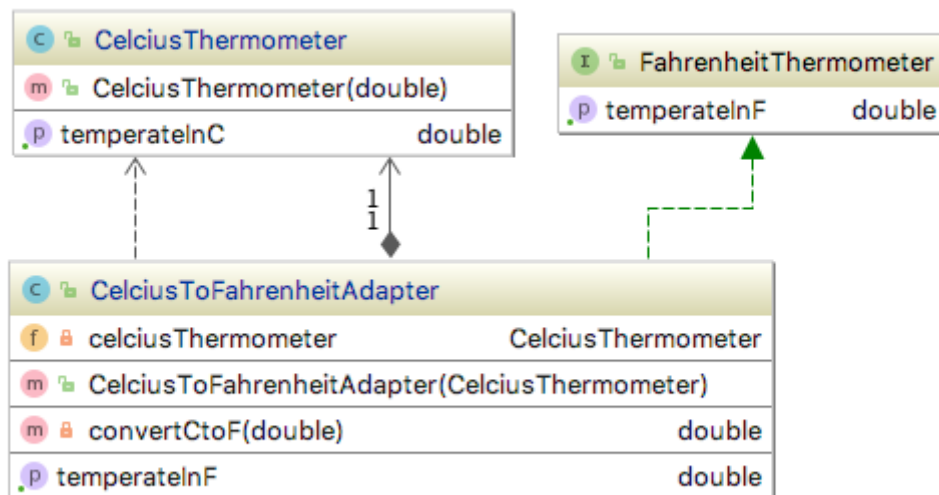 C CelciusThermometer
m CelciusThermometer(double)
p temperateInC double
I FahrenheitThermometer
p temperateInF double
1
1
C CelciusToFahrenheitAdapter
f celciusThermometer CelciusThermometer
m CelciusToFahrenheitAdapter(CelciusThermometer)
m convertCtoF(double) double
p temperateInF double